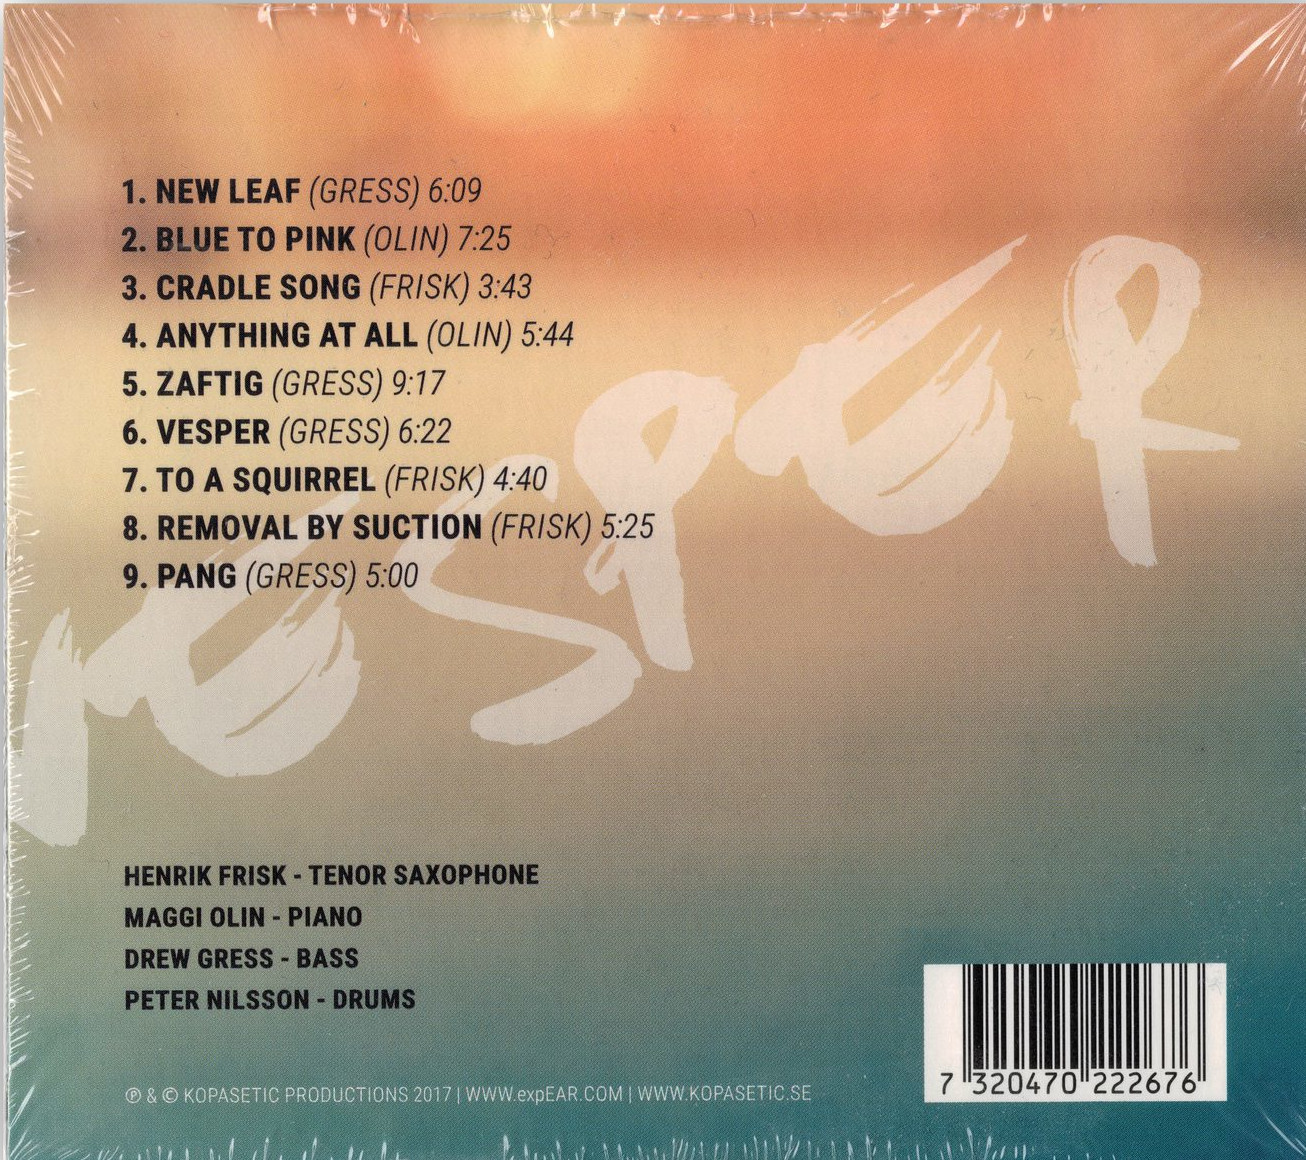 1. NEW LEAF (GRESS) 6:09
2. BLUE TO PINK (OLIN) 7:25
3. CRADLE SONG (FRISK) 3:43
4. ANYTHING AT ALL (OLIN) 5:44
5. ZAFTIG (GRESS) 9:17
6. VESPER (GRESS) 6:22
7. TO A SQUIRREL (FRISK) 4:40
8. REMOVAL BY SUCTION (FRISK) 5:25
9. PANG (GRESS) 5:00
VESPER
HENRIK FRISK - TENOR SAXOPHONE
MAGGI OLIN - PIANO
DREW GRESS - BASS
PETER NILSSON - DRUMS
℗ & © KOPASETIC PRODUCTIONS 2017 | WWW.expEAR.COM | WWW.KOPASETIC.SE
7 320470 222676